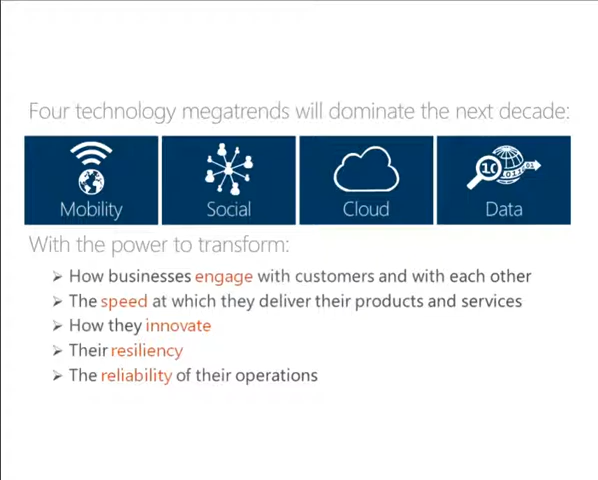 Four technology megatrends will dominate the next decade:
Mobility Social Cloud Data
With the power to transform:
➢ How businesses engage with customers and with each other
➢ The speed at which they deliver their products and services
➢ How they innovate
➢ Their resiliency
➢ The reliability of their operations